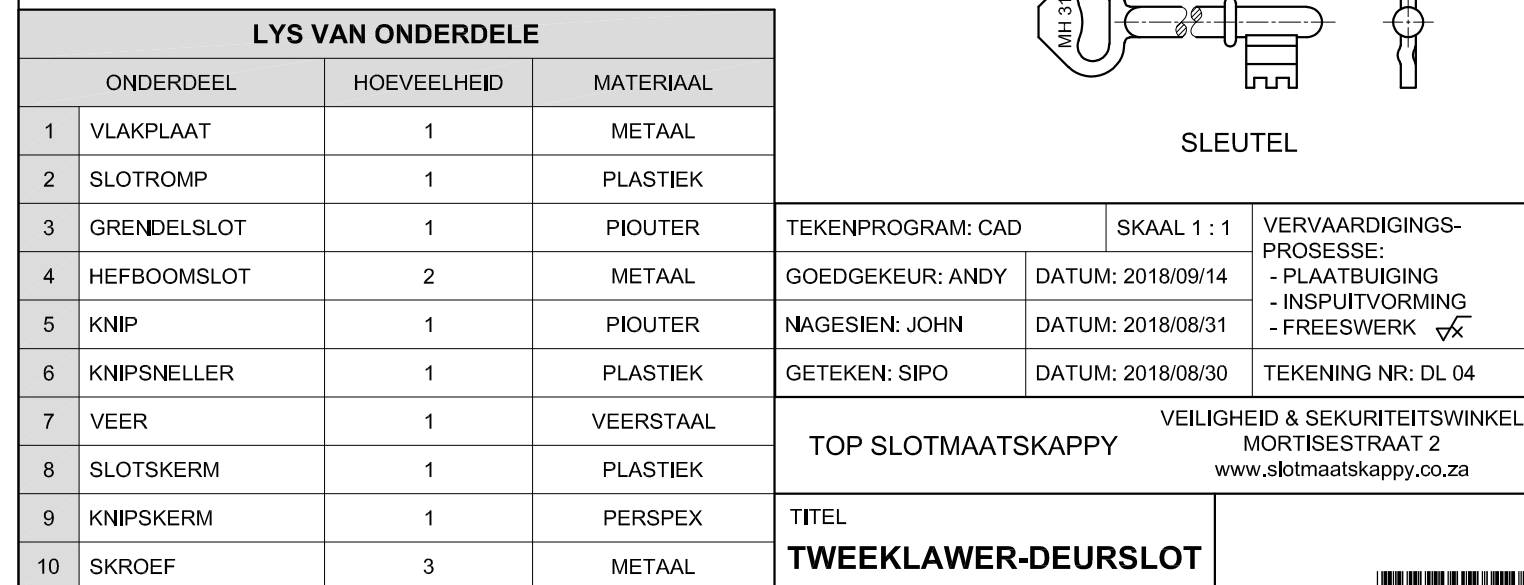 LYS VAN ONDERDELE
ONDERDEEL HOEVEELHEID MATERIAAL
1 VLAKPLAAT 1 METAAL
2 SLOTROMP 1 PLASTIEK
3 GRENDELSLOT 1 PIOUTER
4 HEFBOOMSLOT 2 METAAL
5 KNIP 1 PIOUTER
6 KNIPSNELLER 1 PLASTIEK
7 VEER 1 VEERSTAAL
8 SLOTSKERM 1 PLASTIEK
9 KNIPSKERM 1 PERSPEX
10 SKROEF 3 METAAL
MH 31
SLEUTEL
TEKENPROGRAM: CAD SKAAL 1 : 1
GOEDGEKEUR: ANDY DATUM: 2018/09/14
NAGESIEN: JOHN DATUM: 2018/08/31
GETEKEN: SIPO DATUM: 2018/08/30
VERVAARDIGINGS-
PROSESSE:
- PLAATBUIGING
- INSPUITVORMING
- FREESWERK x
TEKENING NR: DL 04
TOP SLOTMAATSKAPPY
VEILIGHEID & SEKURITEITSWINKEL
MORTISESTRAAT 2
www.slotmaatskappy.co.za
TITEL
TWEEKLAWER-DEURSLOT